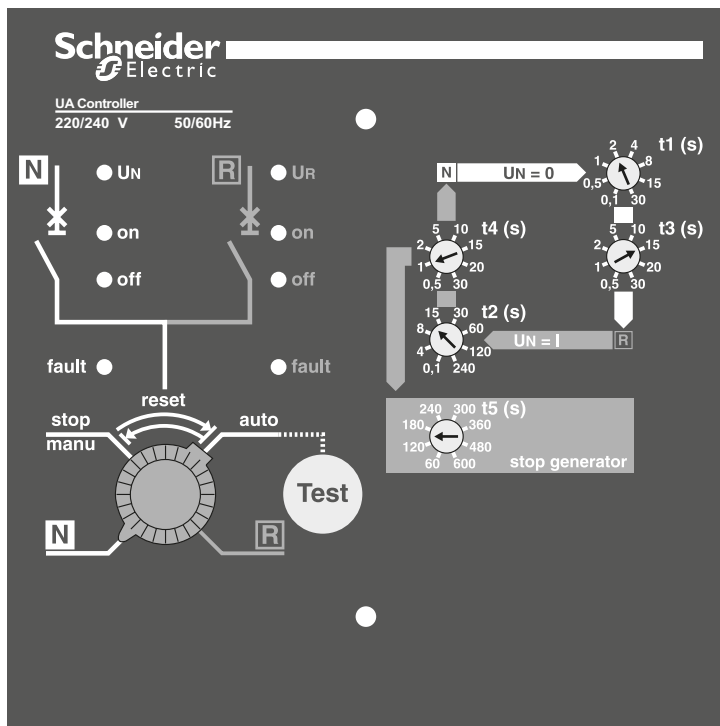 Schneider
Electric
UA Controller
220/240 V 50/60Hz
N UN
on
off
fault
R UR
on
off
fault
reset
stop
manu
auto
N
R
Test
N UN = 0
t1 (s)
2 4
1 8
0,5 15
0,1 30
t4 (s)
5 10
2 15
1 20
0,5 30
t3 (s)
5 10
2 15
1 20
0,5 30
t2 (s)
15 30
8 60
4 120
0,1 240
UN = I R
240 300 t5 (s)
180 360
120 480
60 600
stop generator